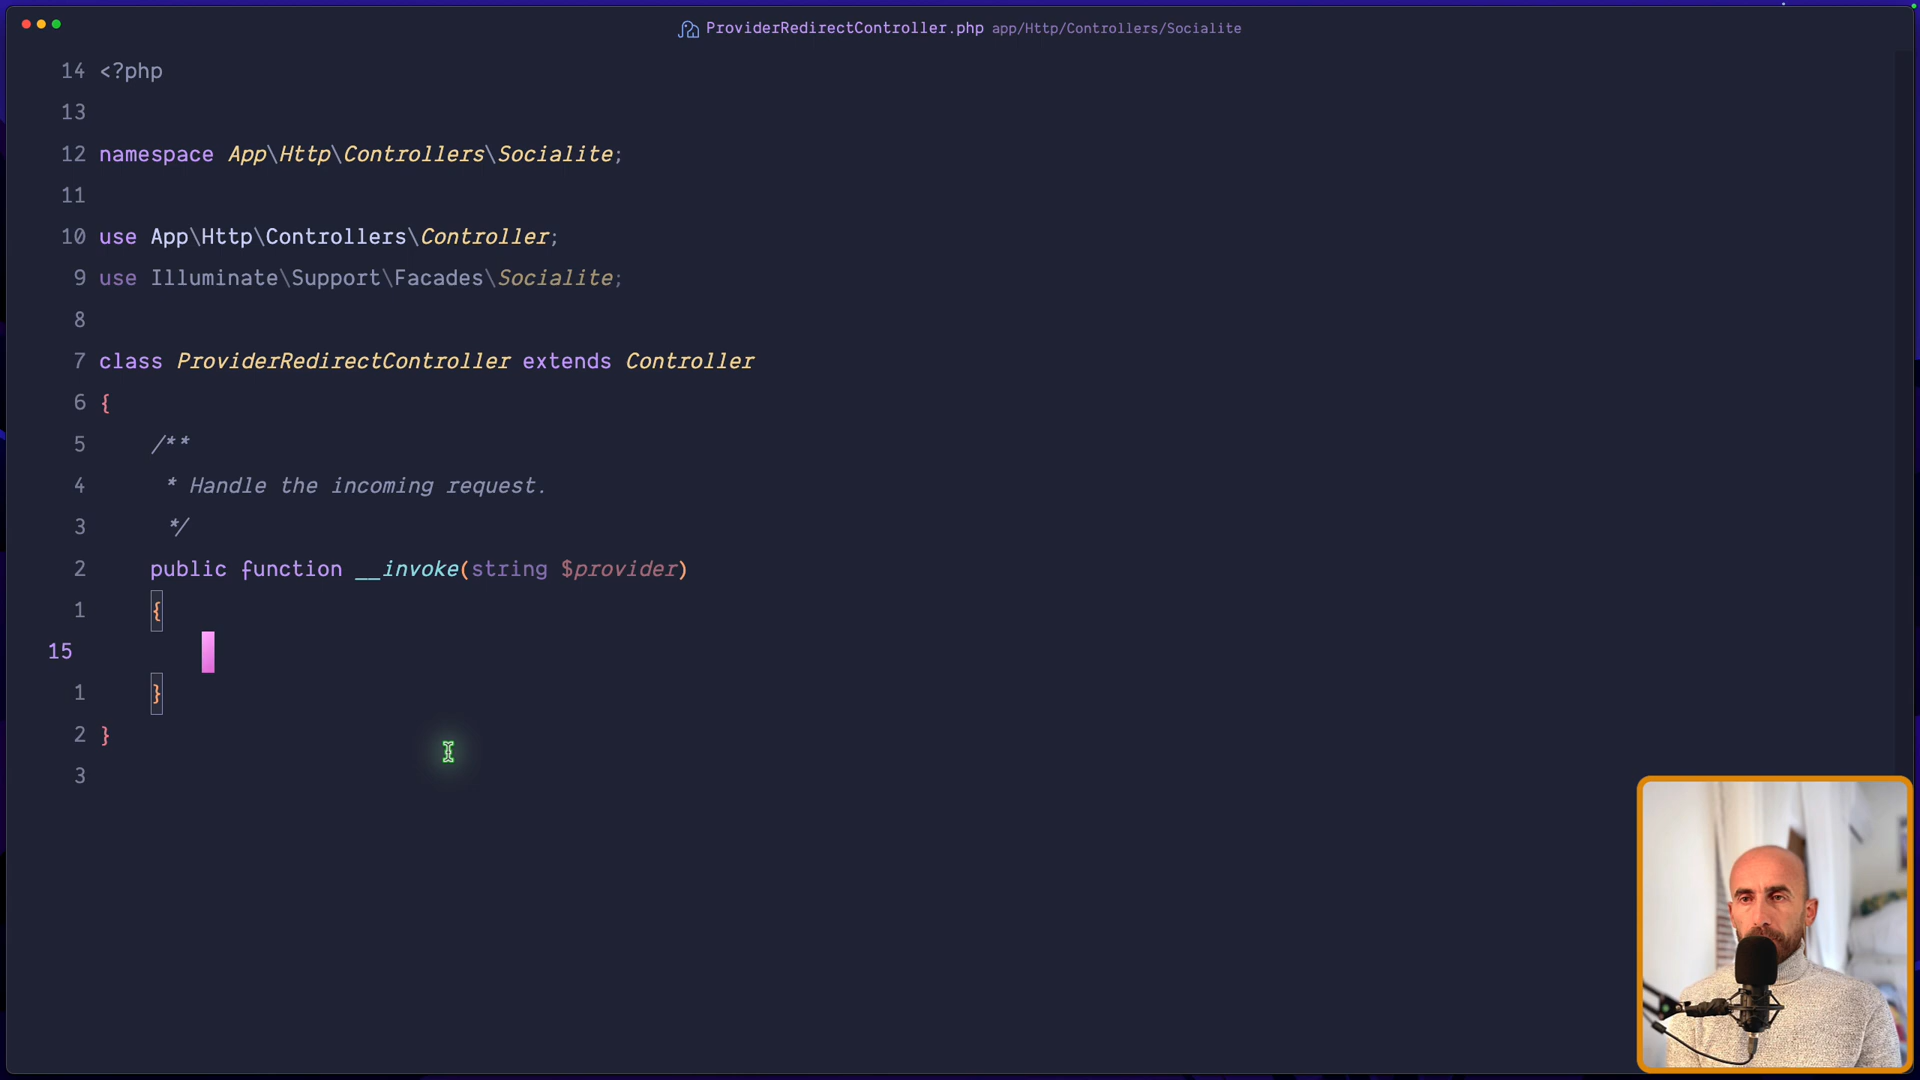 ProviderRedirectController.php app/Http/Controllers/Socialite
14 <?php
13
12 namespace App\Http\Controllers\Socialite;
11
10 use App\Http\Controllers\Controller;
9 use Illuminate\Support\Facades\Socialite;
8
7 class ProviderRedirectController extends Controller
6 {
5 /**
4 * Handle the incoming request.
3 */
2 public function __invoke(string $provider)
1 {
15
1 }
2 }
3